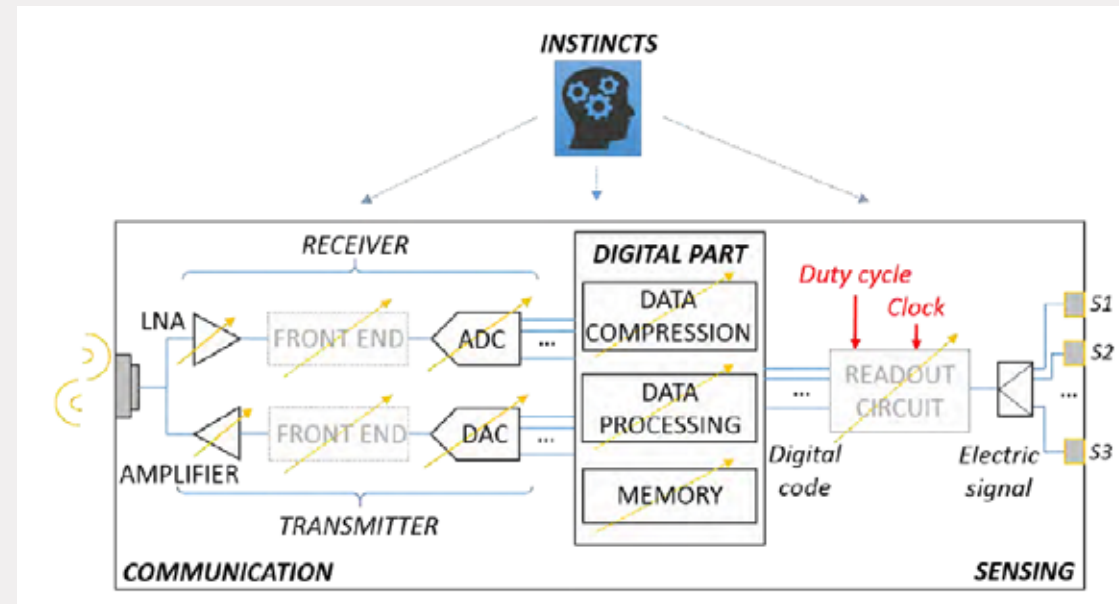 INSTINCTS
RECEIVER
LNA
FRONT END
ADC
...
AMPLIFIER
FRONT END
DAC
...
TRANSMITTER
COMMUNICATION
DIGITAL PART
DATA
COMPRESSION
DATA
PROCESSING
MEMORY
Duty cycle
Clock
READOUT
CIRCUIT
...
Digital
code
Electric
signal
S1
S2
...
S3
SENSING